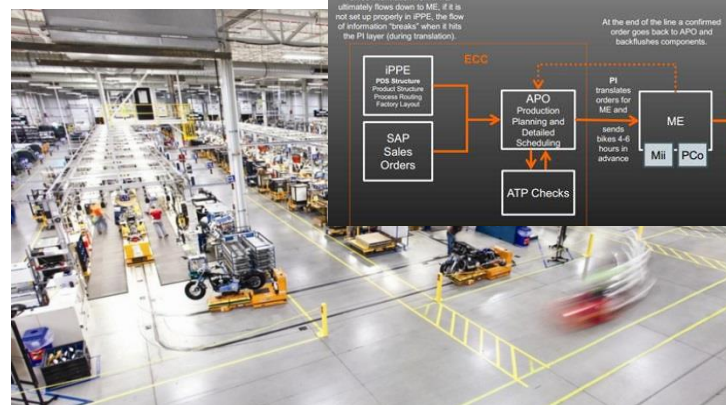 ultimately flows down to ME, if it is
not set up properly in iPPE, the flow
of information “breaks” when it hits
the PI layer (during translation).
At the end of the line a confirmed
order goes back to APO and
backflushes components.
ECC
iPPE
PDS Structure
Product Structure
Process Routing
Factory Layout
SAP
Sales
Orders
APO
Production
Planning and
Detailed
Scheduling
ATP Checks
PI
translates
orders for
ME and
sends
bikes 4-6
hours in
advance
ME
Mii
PCo